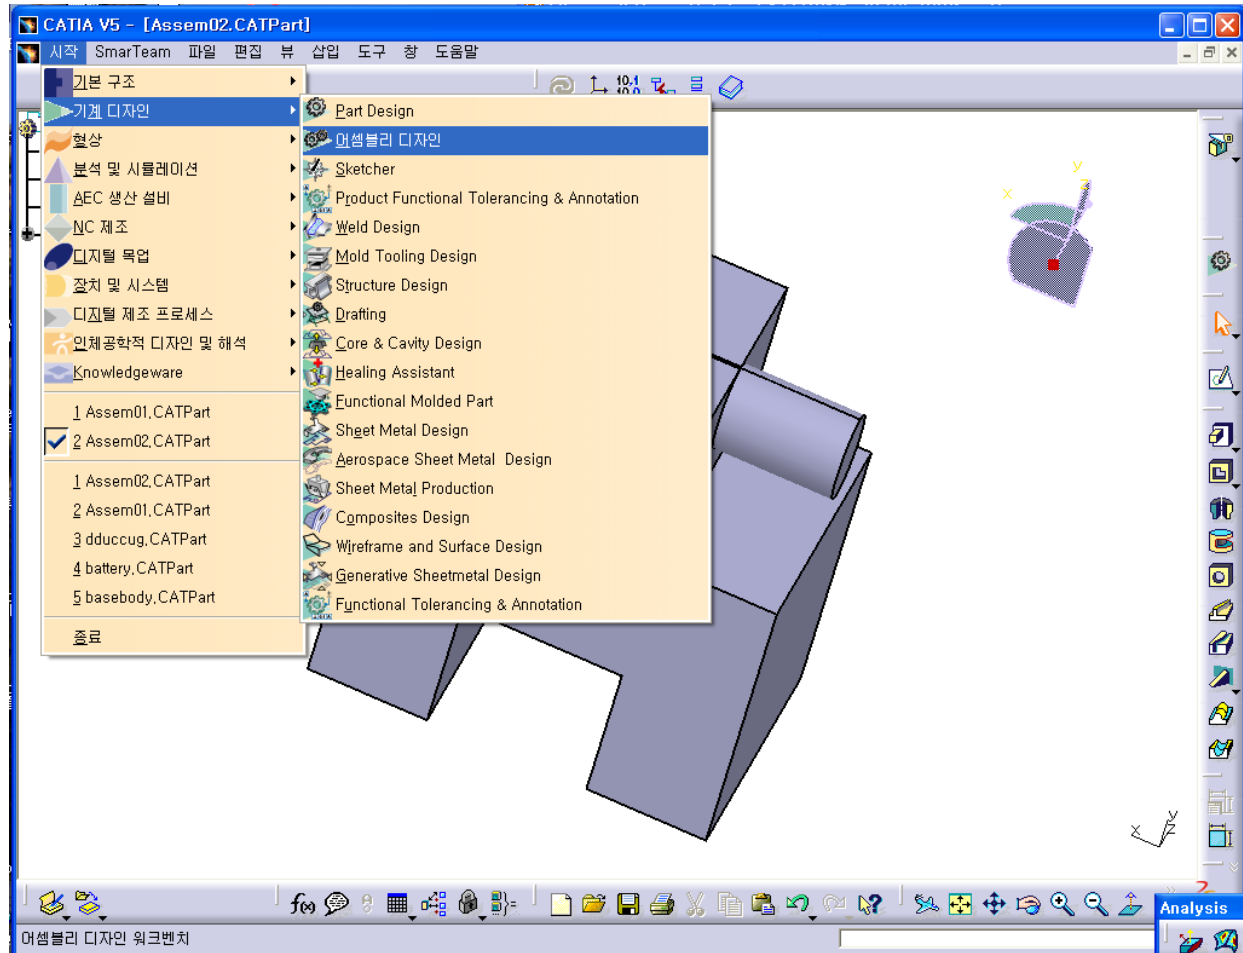 CATIA V5 - [Assem02.CATPart]
시작 SmarTeam 파일 편집 뷰 삽입 도구 창 도움말
기본 구조
기계 디자인
형상
분석 및 시뮬레이션
AEC 생산 설비
NC 제조
디지털 목업
장치 및 시스템
디지털 제조 프로세스
인체공학적 디자인 및 해석
Knowledgeware
1 Assem01.CATPart
2 Assem02.CATPart
1 Assem02.CATPart
2 Assem01.CATPart
3 dduccug.CATPart
4 battery.CATPart
5 basebody.CATPart
종료
Part Design
어셈블리 디자인
Sketcher
Product Functional Tolerancing & Annotation
Weld Design
Mold Tooling Design
Structure Design
Drafting
Core & Cavity Design
Healing Assistant
Functional Molded Part
Sheet Metal Design
Aerospace Sheet Metal Design
Sheet Metal Production
Composites Design
Wireframe and Surface Design
Generative Sheetmetal Design
Functional Tolerancing & Annotation
y
z
x
y
x
z
f(x)
Analysis
어셈블리 디자인 워크벤치